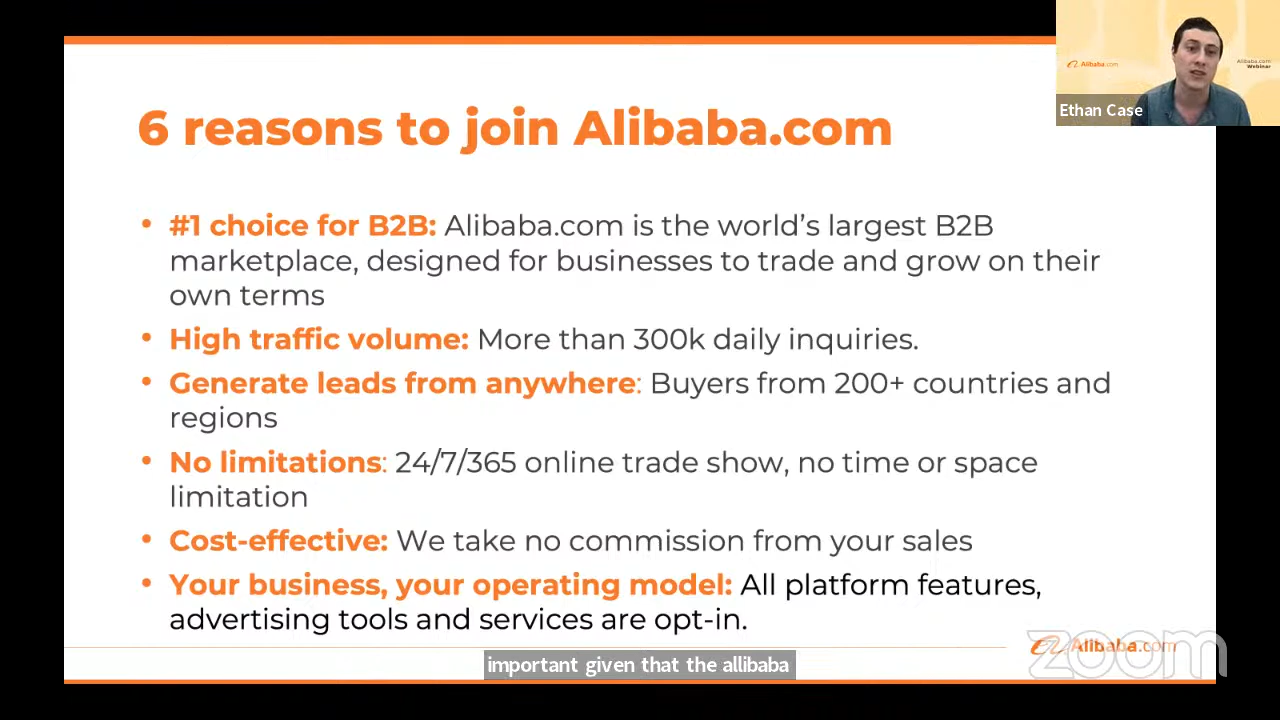 6 reasons to join Alibaba.com
• #1 choice for B2B: Alibaba.com is the world’s largest B2B
marketplace, designed for businesses to trade and grow on their
own terms
• High traffic volume: More than 300k daily inquiries.
• Generate leads from anywhere: Buyers from 200+ countries and
regions
• No limitations: 24/7/365 online trade show, no time or space
limitation
• Cost-effective: We take no commission from your sales
• Your business, your operating model: All platform features,
advertising tools and services are opt-in.
Alibaba.com
zoom
important given that the allibaba
Alibaba.com
Alibaba.com
Webinar
Ethan Case